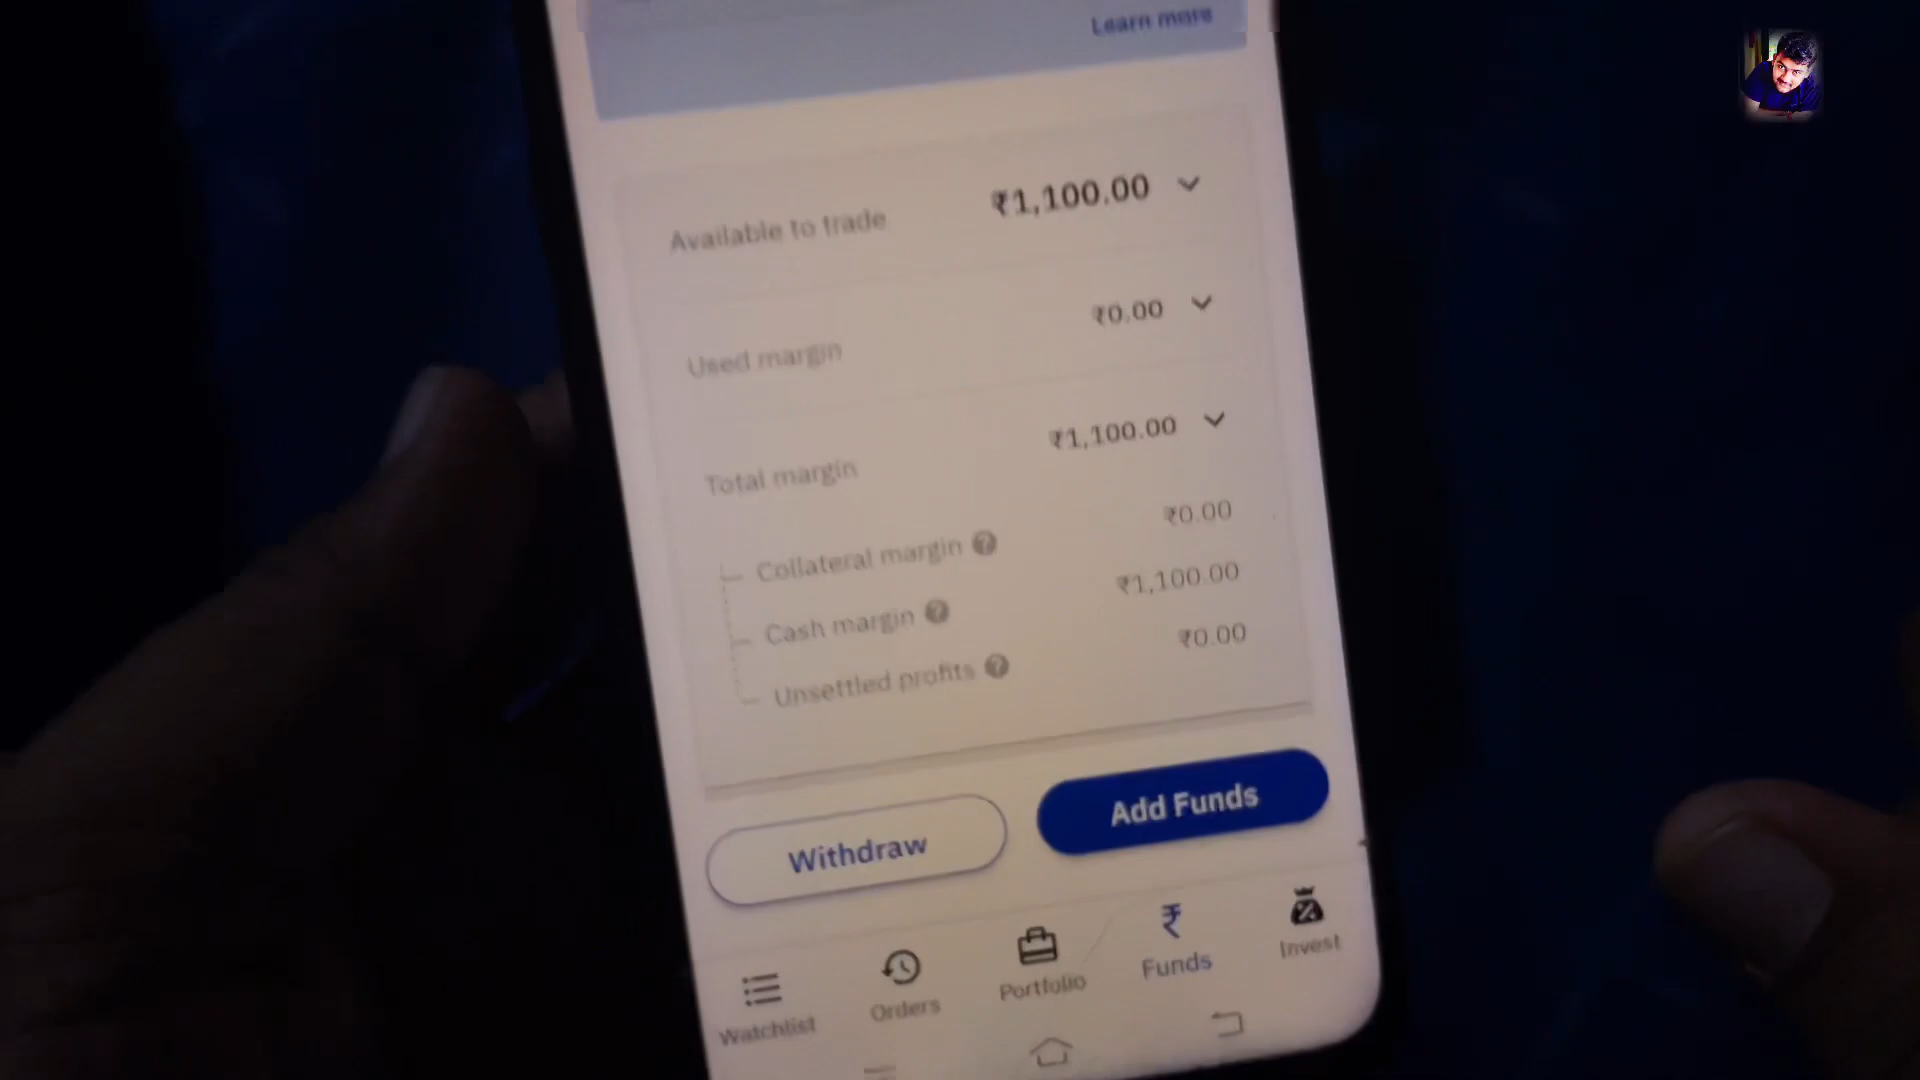 Learn more
Available to trade ₹1,100.00
Used margin ₹0.00
Total margin ₹1,100.00
Collateral margin ? ₹0.00
Cash margin ? ₹1,100.00
Unsettled profits ? ₹0.00
Withdraw Add Funds
Watchlist Orders Portfolio Funds Invest